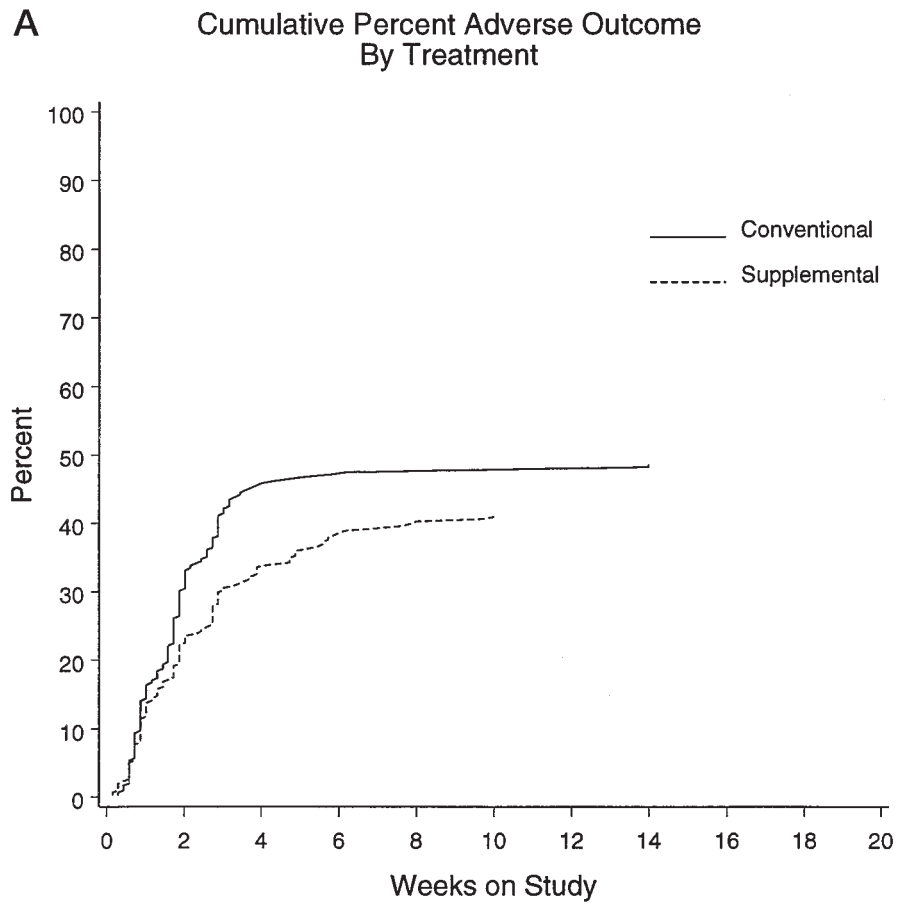 A
Cumulative Percent Adverse Outcome
By Treatment
100
90
80
70
60
50
40
30
20
10
0
Percent
Conventional
Supplemental
0 2 4 6 8 10 12 14 16 18 20
Weeks on Study